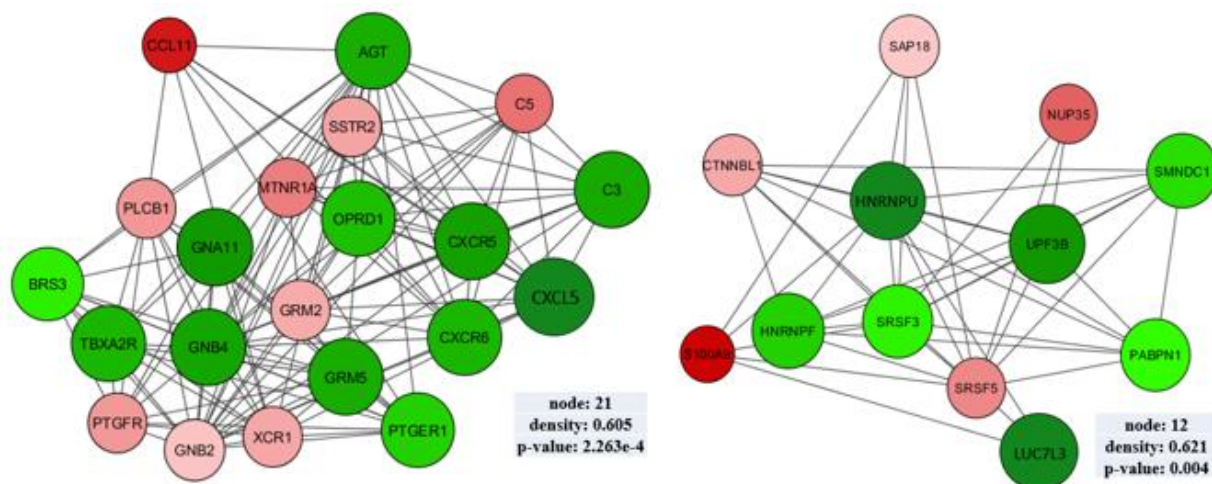 CCL11
AGT
C5
SSTR2
MTNR1A
C3
PLCB1
OPRD1
CXCR5
GNA11
BRS3
CXCL5
GRM2
CXCR6
TBXA2R
GNB4
GRM5
PTGFR
GNB2
XCR1
PTGER1
node: 21
density: 0.605
p-value: 2.263e-4
SAP18
NUP35
CTNNBL1
SMNDC1
HNRNPU
UPF3B
HNRNPF
SRSF3
PABPN1
SRSF5
LUC7L3
node: 12
density: 0.621
p-value: 0.004